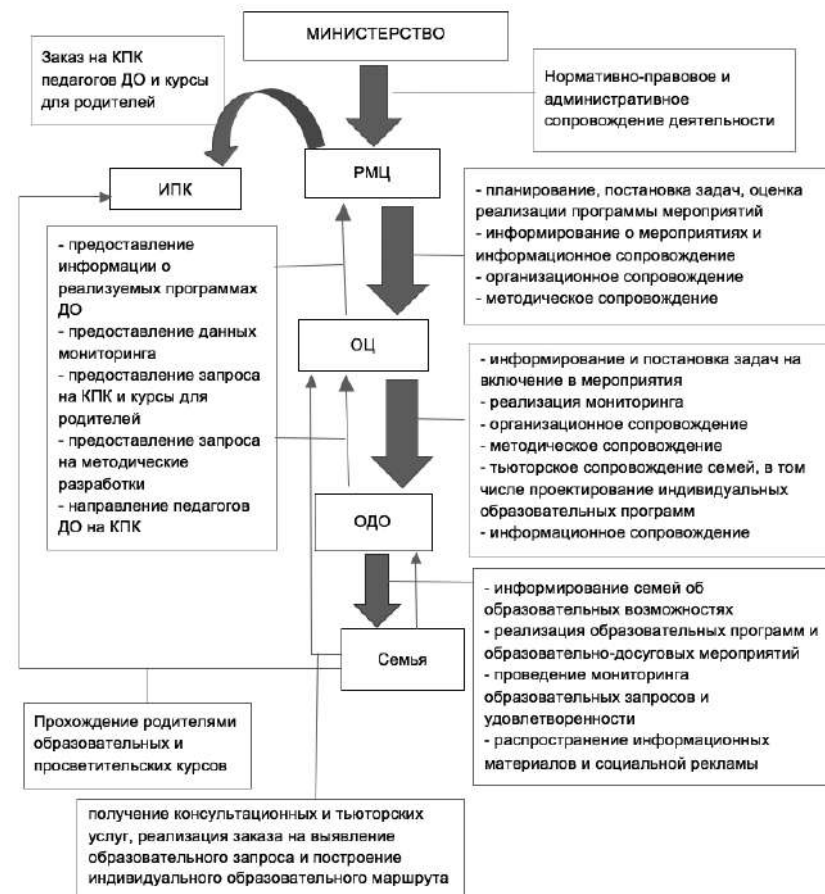 МИНИСТЕРСТВО
Заказ на КПК
педагогов ДО и курсы
для родителей
Нормативно-правовое и
административное
сопровождение деятельности
РМЦ
ИПК
- планирование, постановка задач, оценка
реализации программы мероприятий
- информирование о мероприятиях и
информационное сопровождение
- организационное сопровождение
- методическое сопровождение
- предоставление
информации о
реализуемых программах
ДО
- предоставление данных
мониторинга
- предоставление запроса
на КПК и курсы для
родителей
- предоставление запроса
на методические
разработки
- направление педагогов
ДО на КПК
ОЦ
- информирование и постановка задач на
включение в мероприятия
- реализация мониторинга
- организационное сопровождение
- методическое сопровождение
- тьюторское сопровождение семей, в том
числе проектирование индивидуальных
образовательных программ
- информационное сопровождение
ОДО
- информирование семей об
образовательных возможностях
- реализация образовательных программ и
образовательно-досуговых мероприятий
- проведение мониторинга
образовательных запросов и
удовлетворенности
- распространение информационных
материалов и социальной рекламы
Семья
Прохождение родителями
образовательных и
просветительских курсов
получение консультационных и тьюторских
услуг, реализация заказа на выявление
образовательного запроса и построение
индивидуального образовательного маршрута